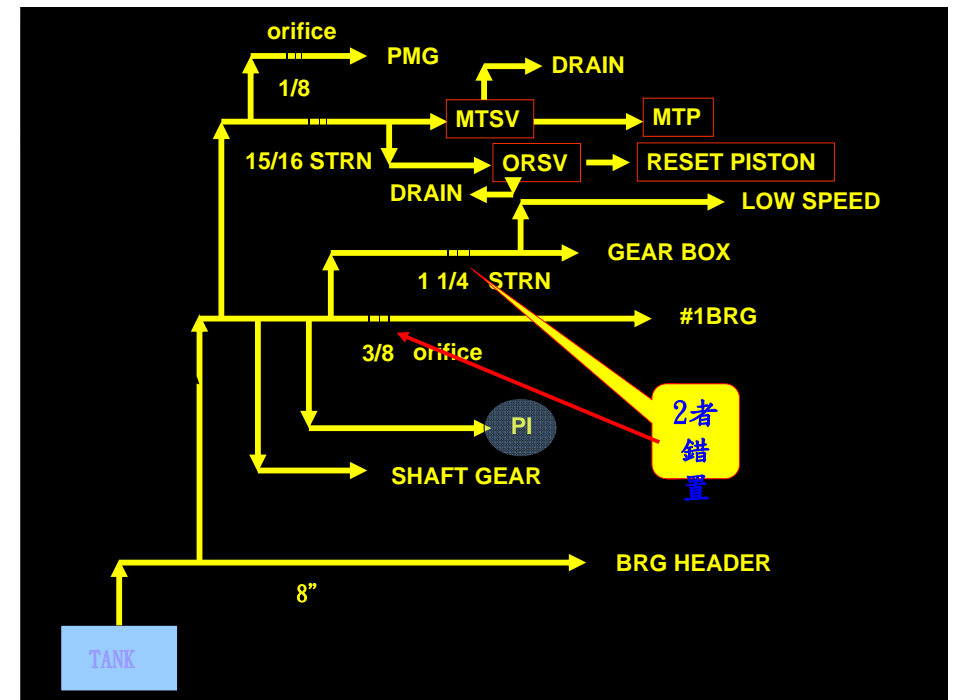 orifice
PMG
1/8
DRAIN
MTSV
MTP
15/16 STRN
ORSV
RESET PISTON
DRAIN
LOW SPEED
GEAR BOX
1 1/4 STRN
#1BRG
3/8 orifice
2者
錯
置
PI
SHAFT GEAR
BRG HEADER
8”
TANK